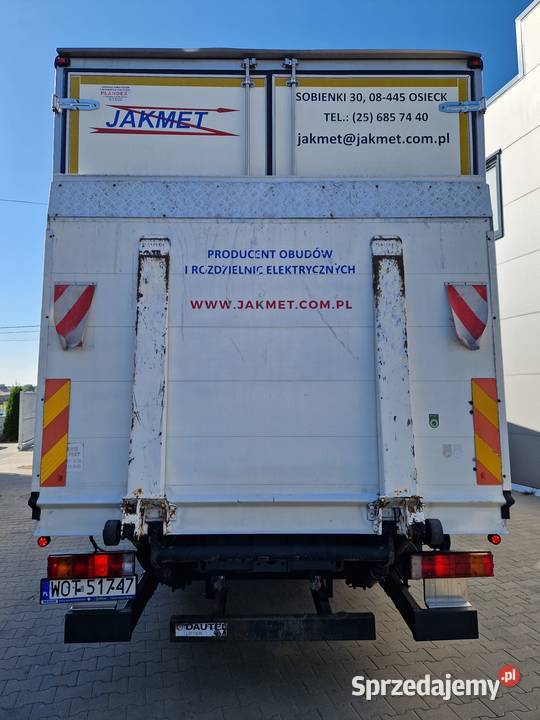 PLANDEX
JAKMET
SOBIENKI 30, 08-445 OSIECK
TEL.: (25) 685 74 40
jakmet@jakmet.com.pl
PRODUCENT OBUDÓW
I ROZDZIELNIC ELEKTRYCZNYCH
WWW.JAKMET.COM.PL
WOT 51747
DAUTEL
Sprzedajemy.pl